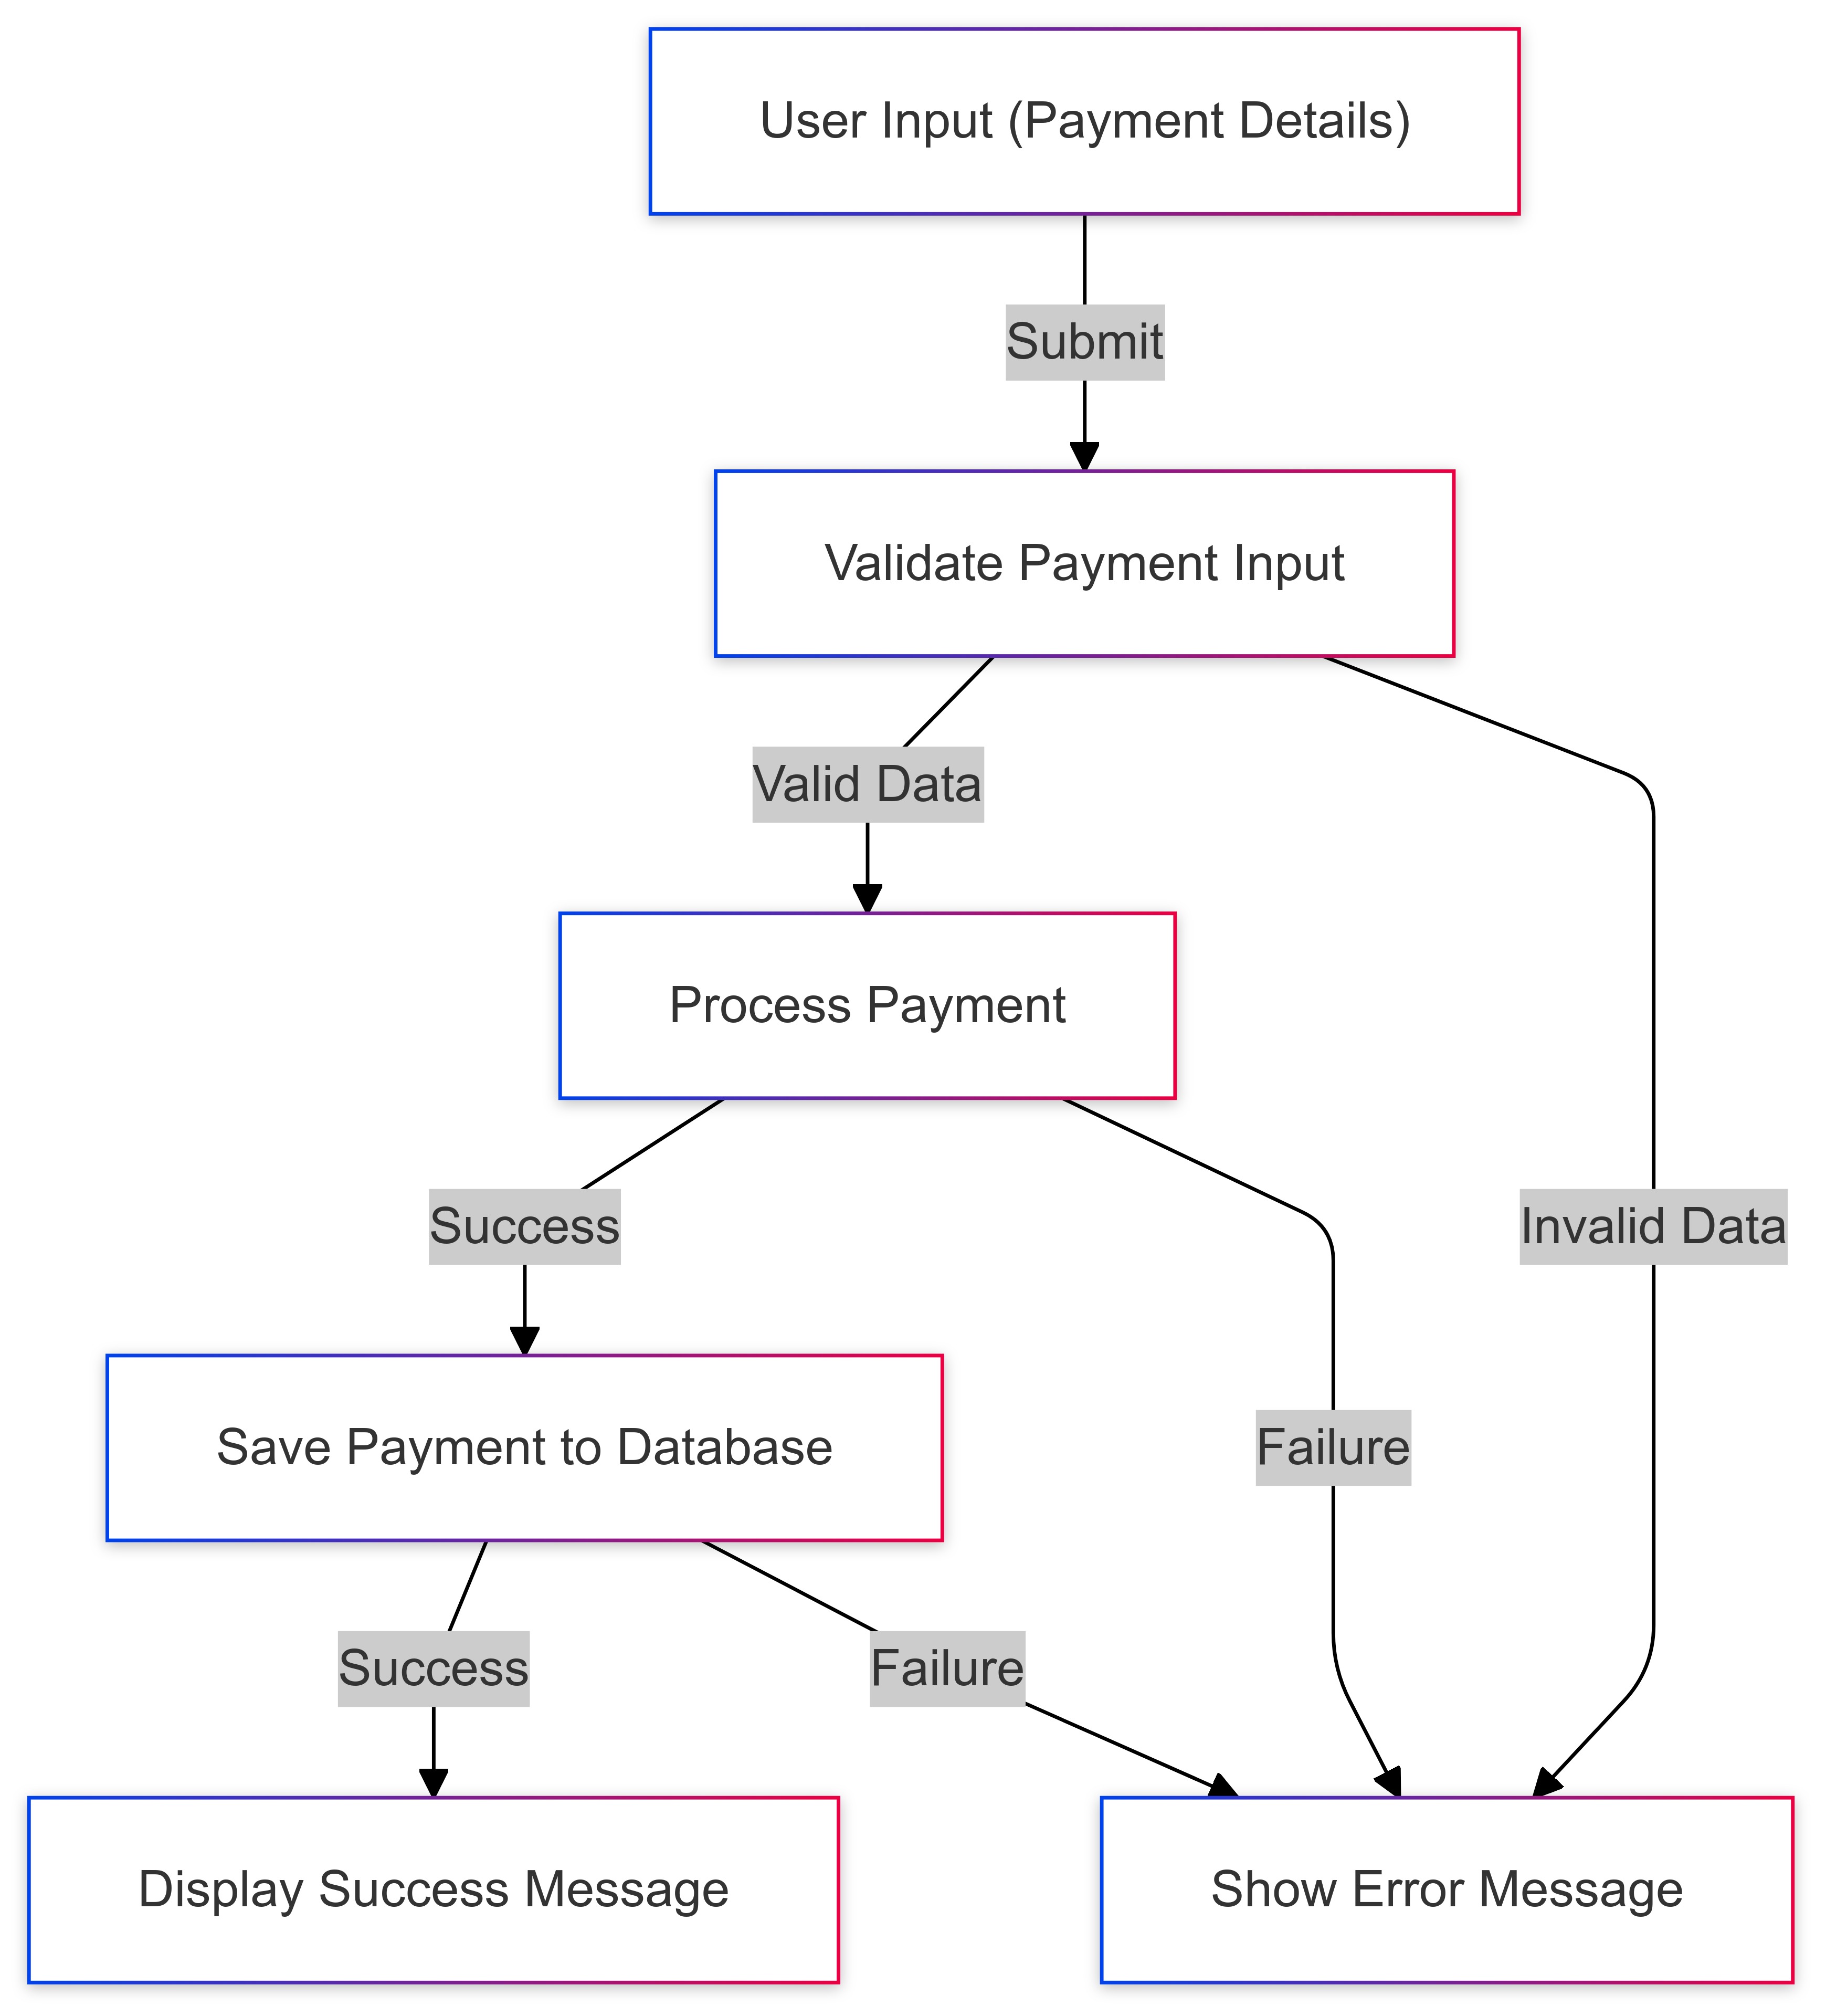 User Input (Payment Details)
Submit
Validate Payment Input
Valid Data
Process Payment
Success
Invalid Data
Save Payment to Database
Failure
Success
Failure
Display Success Message
Show Error Message